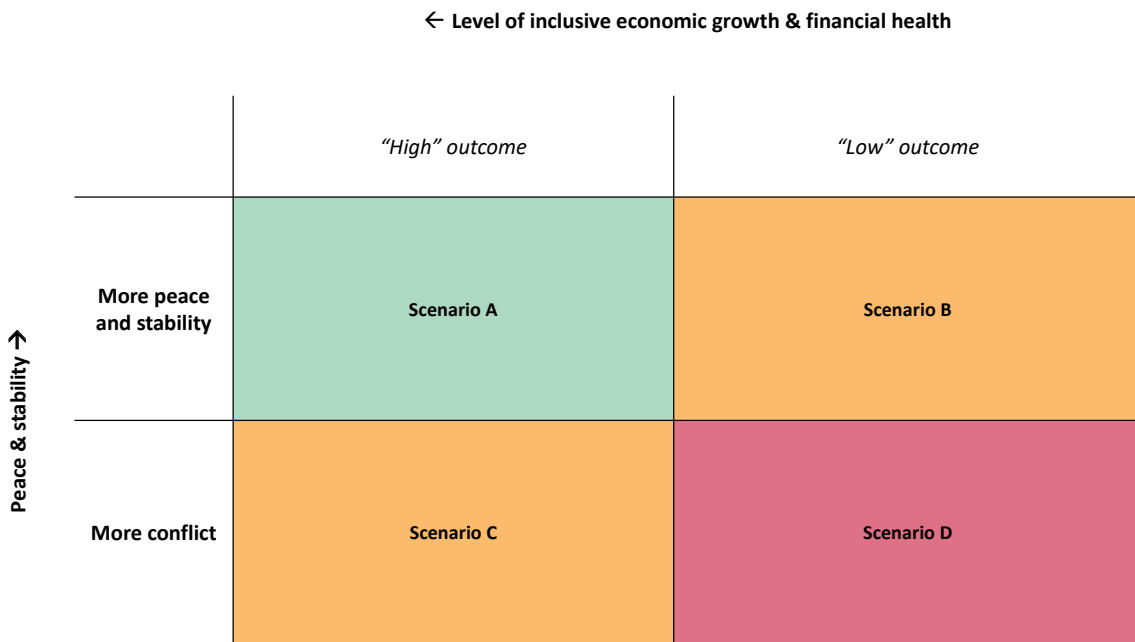 ← Level of inclusive economic growth & financial health
“High” outcome
“Low” outcome
Peace & stability →
More peace
and stability
Scenario A
Scenario B
More conflict
Scenario C
Scenario D